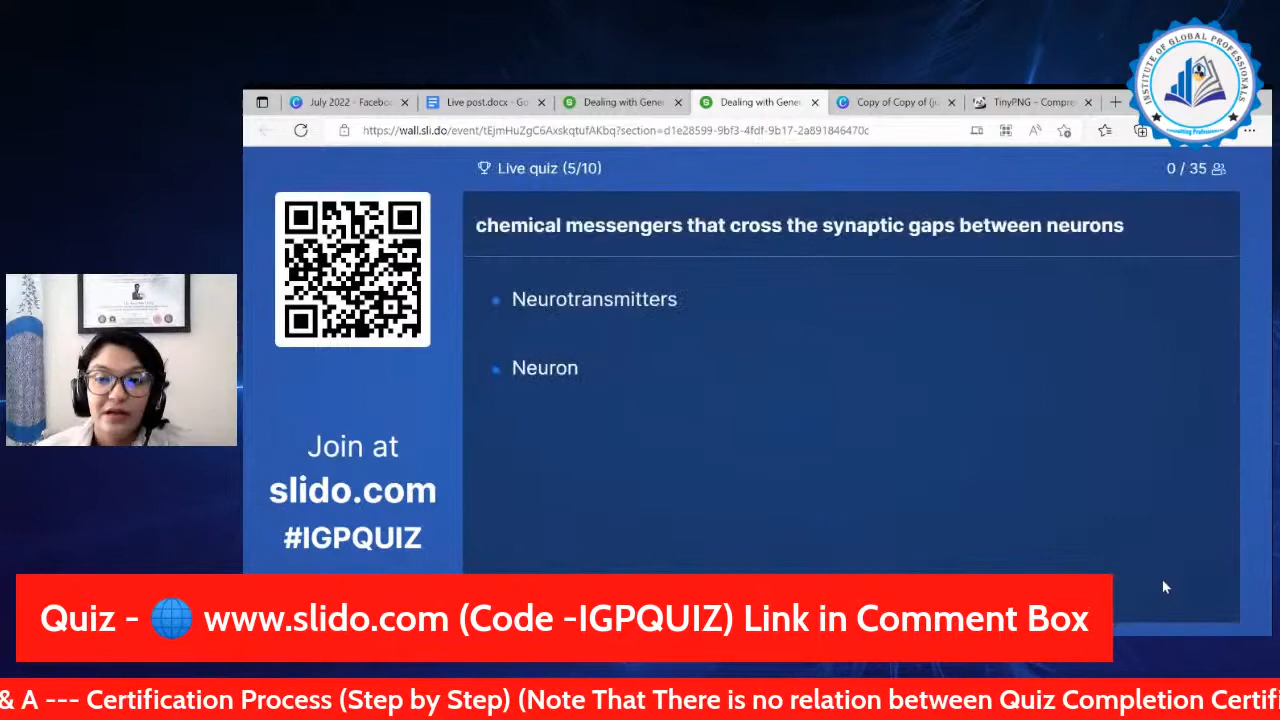 INSTITUTE OF GLOBAL PROFESSIONALS
Consulting Professionals
July 2022 - Faceboo
Live post.docx - Go
Dealing with Gene
Dealing with Gene
Copy of Copy of (ju
TinyPNG – Compre
https://wall.sli.do/event/tEjmHuZgC6AxskqtufAKbq?section=d1e28599-9bf3-4fdf-9b17-2a891846470c
Live quiz (5/10)
0 / 35
chemical messengers that cross the synaptic gaps between neurons
Neurotransmitters
Neuron
Join at
slido.com
#IGPQUIZ
Quiz - 🌐 www.slido.com (Code -IGPQUIZ) Link in Comment Box
& A --- Certification Process (Step by Step) (Note That There is no relation between Quiz Completion Certifi